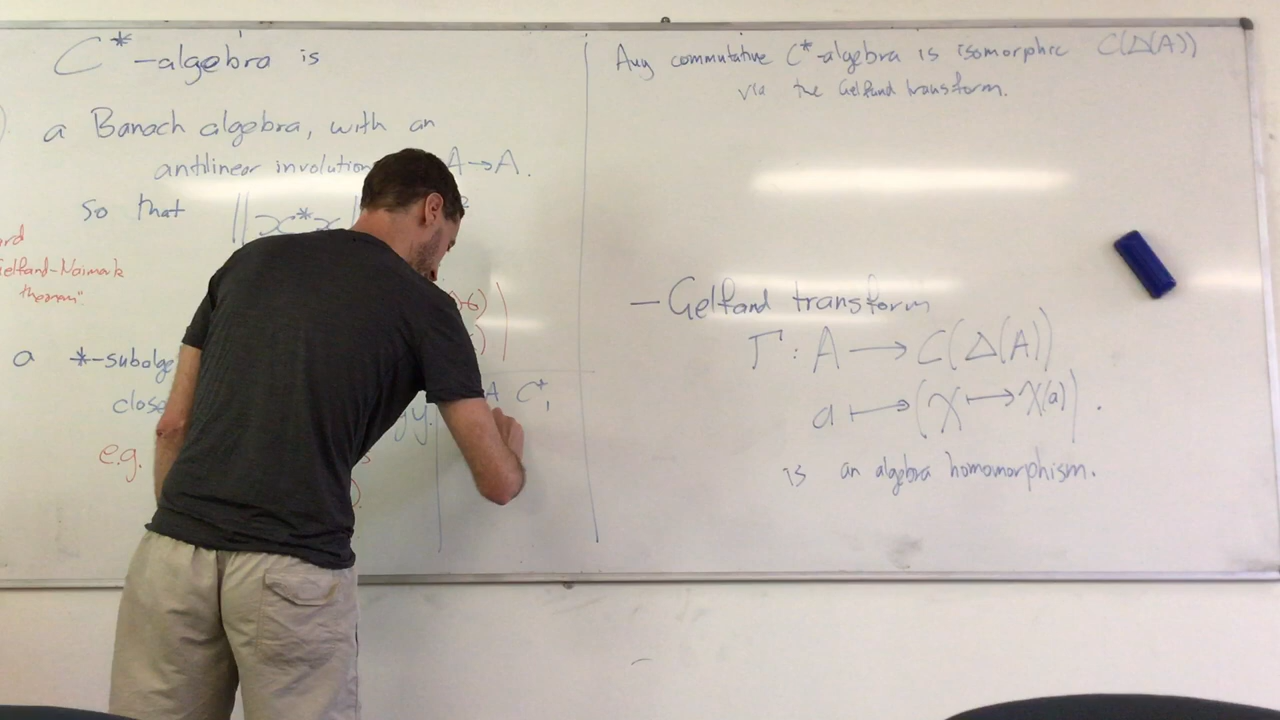 C*-algebra is
a Banach algebra, with an
antilinear involution A→A.
so that ||x*x|
Gelfand-Naimark
theorem".
a *-subalge
close
e.g.
A C*,
Any commutative C*-algebra is isomorphic C(Δ(A))
via the Gelfand transform.
— Gelfand transform
Γ : A ⟶ C(Δ(A))
a ⟼ (χ ⟼ χ(a)) .
is an algebra homomorphism.